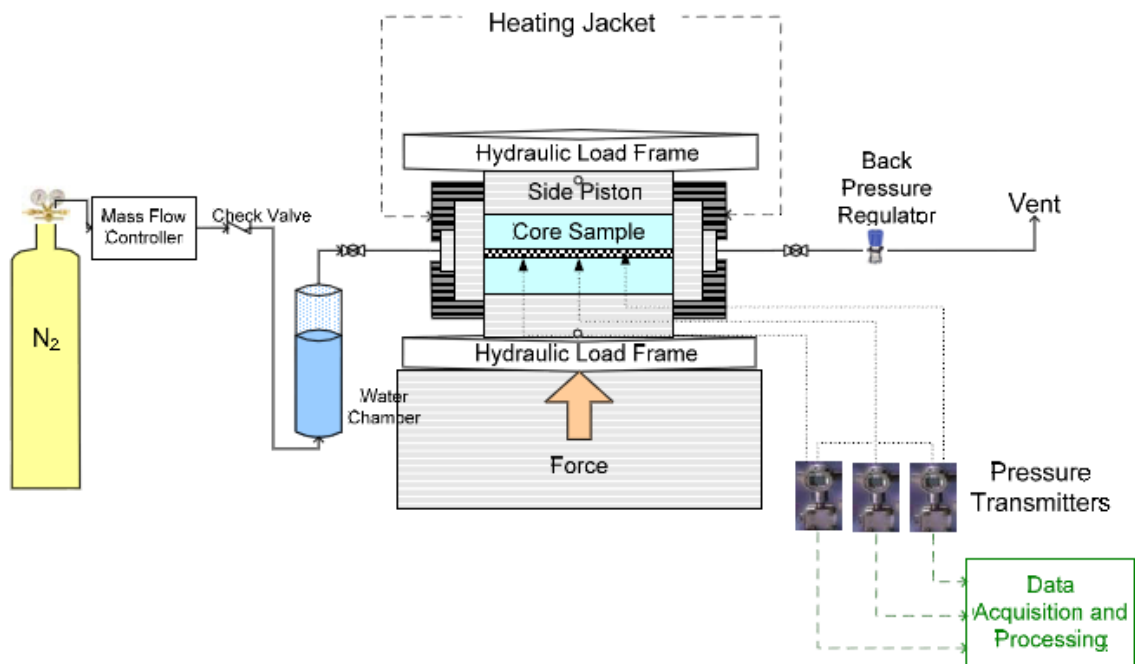 Heating Jacket
Hydraulic Load Frame
Side Piston
Core Sample
Back
Pressure
Regulator
Vent
Mass Flow
Controller
Check Valve
N₂
Water
Chamber
Hydraulic Load Frame
Force
Pressure
Transmitters
Data
Acquisition and
Processing